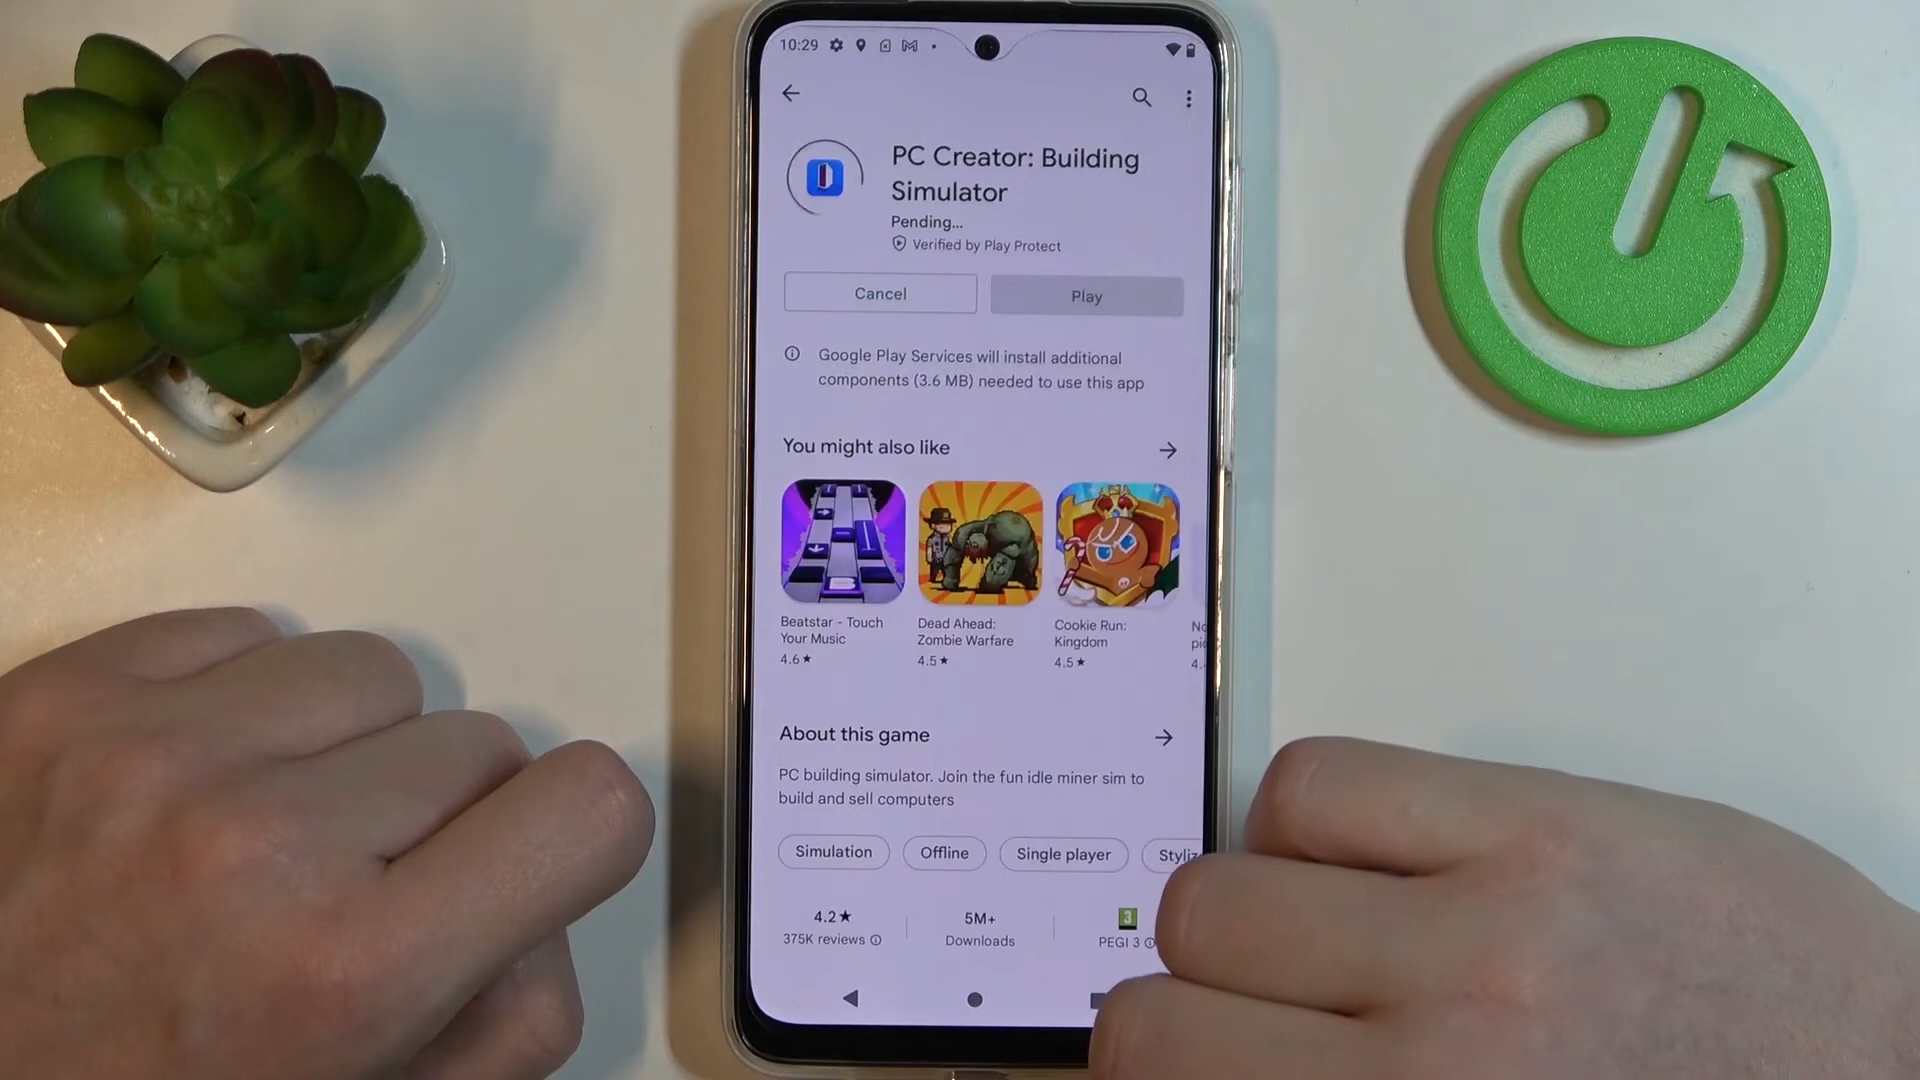 10:29
PC Creator: Building
Simulator
Pending...
Verified by Play Protect
Cancel
Play
Google Play Services will install additional
components (3.6 MB) needed to use this app
You might also like
Beatstar - Touch
Your Music
4.6★
Dead Ahead:
Zombie Warfare
4.5★
Cookie Run:
Kingdom
4.5★
4.
About this game
PC building simulator. Join the fun idle miner sim to
build and sell computers
Simulation
Offline
Single player
Styliz
4.2★
375K reviews
5M+
Downloads
3
PEGI 3